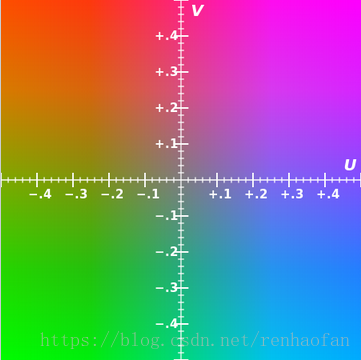 V
+.4
+.3
+.2
+.1
U
-.4 -.3 -.2 -.1 +.1 +.2 +.3 +.4
-.1
-.2
-.3
-.4
https://blog.csdn.net/renhaofan